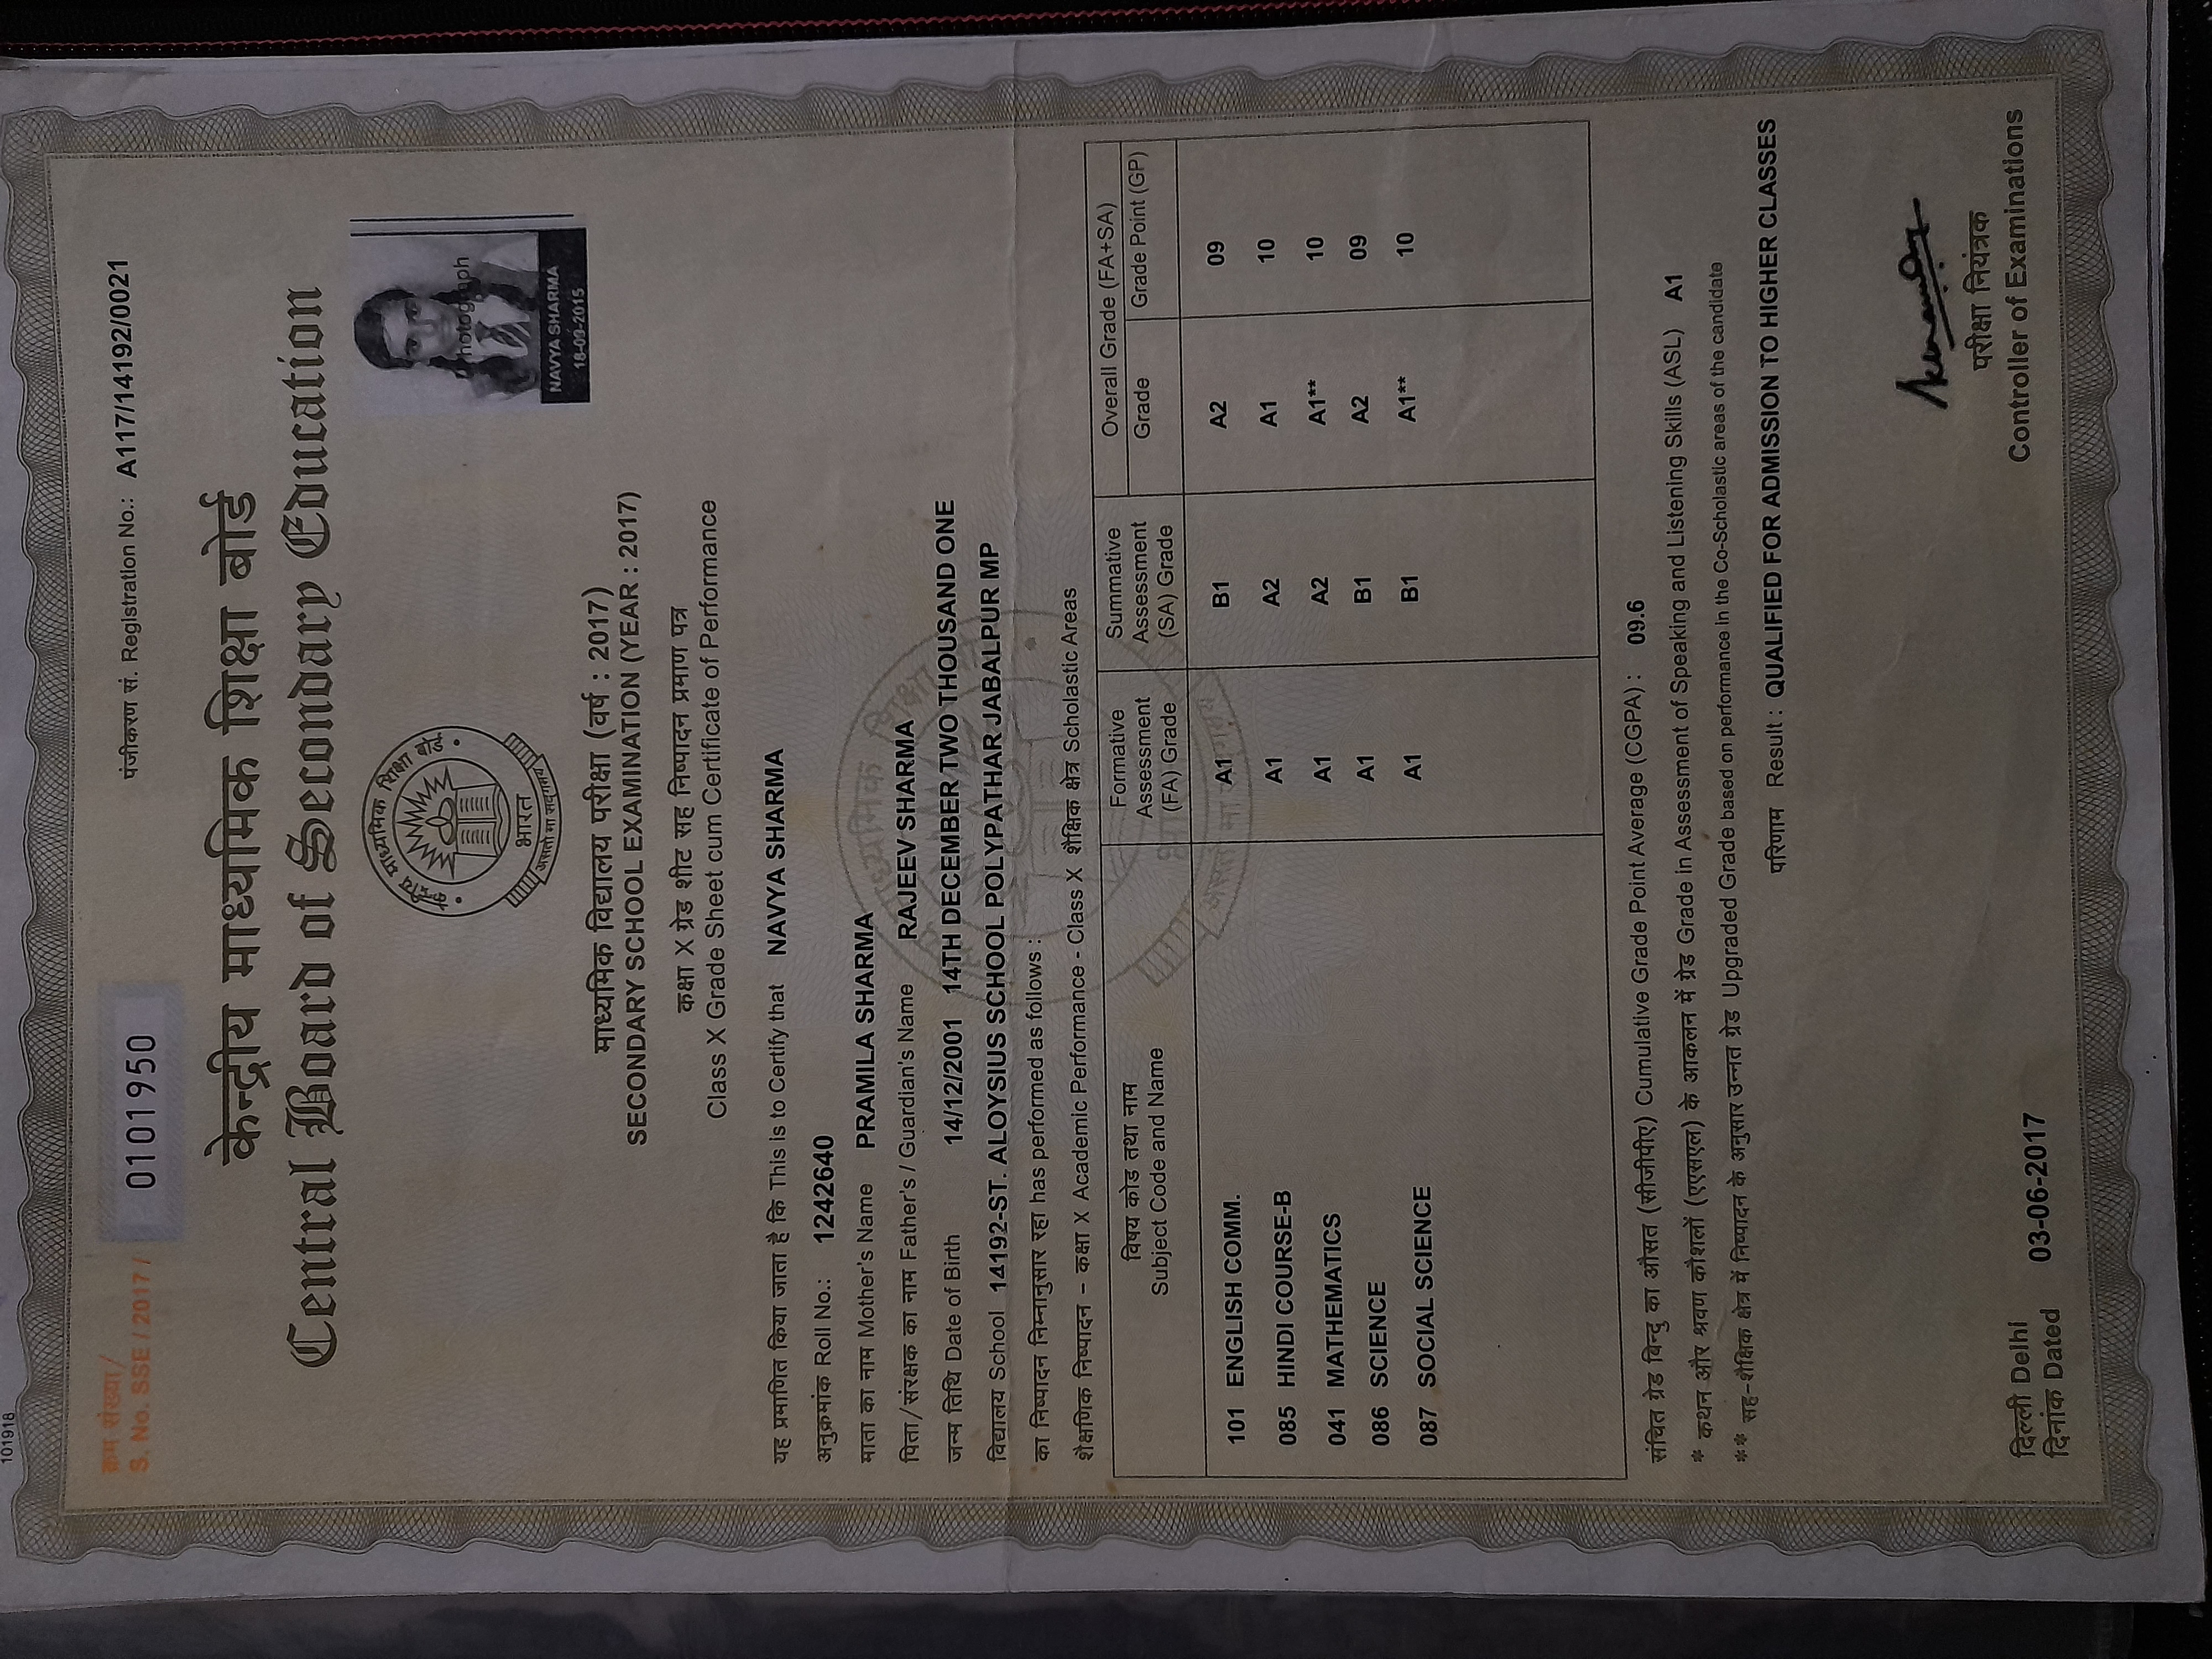 101918
क्रम संख्या/
S. No. SSE / 2017 / 0101950
पंजीकरण सं. Registration No.: A117/14192/0021
केन्द्रीय माध्यमिक शिक्षा बोर्ड
Central Board of Secondary Education
केन्द्रीय माध्यमिक शिक्षा बोर्ड
भारत
असतो मा सद्गमय
Photograph
NAVYA SHARMA
18-09-2015
माध्यमिक विद्यालय परीक्षा (वर्ष : 2017)
SECONDARY SCHOOL EXAMINATION (YEAR : 2017)
कक्षा X ग्रेड शीट सह निष्पादन प्रमाण पत्र
Class X Grade Sheet cum Certificate of Performance
यह प्रमाणित किया जाता है कि This is to Certify that NAVYA SHARMA
अनुक्रमांक Roll No.: 1242640
माता का नाम Mother's Name PRAMILA SHARMA
पिता/संरक्षक का नाम Father's / Guardian's Name RAJEEV SHARMA
जन्म तिथि Date of Birth 14/12/2001 14TH DECEMBER TWO THOUSAND ONE
विद्यालय School 14192-ST. ALOYSIUS SCHOOL POLYPATHAR JABALPUR MP
का निष्पादन निम्नानुसार रहा has performed as follows :
शैक्षणिक निष्पादन – कक्षा X Academic Performance - Class X शैक्षिक क्षेत्र Scholastic Areas
विषय कोड तथा नाम Subject Code and Name Formative Assessment (FA) Grade Summative Assessment (SA) Grade Overall Grade (FA+SA) Grade Grade Point (GP)
101 ENGLISH COMM. A1 B1 A2 09
085 HINDI COURSE-B A1 A2 A1 10
041 MATHEMATICS A1 A2 A1** 10
086 SCIENCE A1 B1 A2 09
087 SOCIAL SCIENCE A1 B1 A1** 10
संचित ग्रेड बिन्दु का औसत (सीजीपीए) Cumulative Grade Point Average (CGPA) : 09.6
* कथन और श्रवण कौशलों (एएसएल) के आकलन में ग्रेड Grade in Assessment of Speaking and Listening Skills (ASL) A1
** सह-शैक्षिक क्षेत्र में निष्पादन के अनुसार उन्नत ग्रेड Upgraded Grade based on performance in the Co-Scholastic areas of the candidate
परिणाम Result : QUALIFIED FOR ADMISSION TO HIGHER CLASSES
दिल्ली Delhi
दिनांक Dated 03-06-2017
परीक्षा नियंत्रक
Controller of Examinations